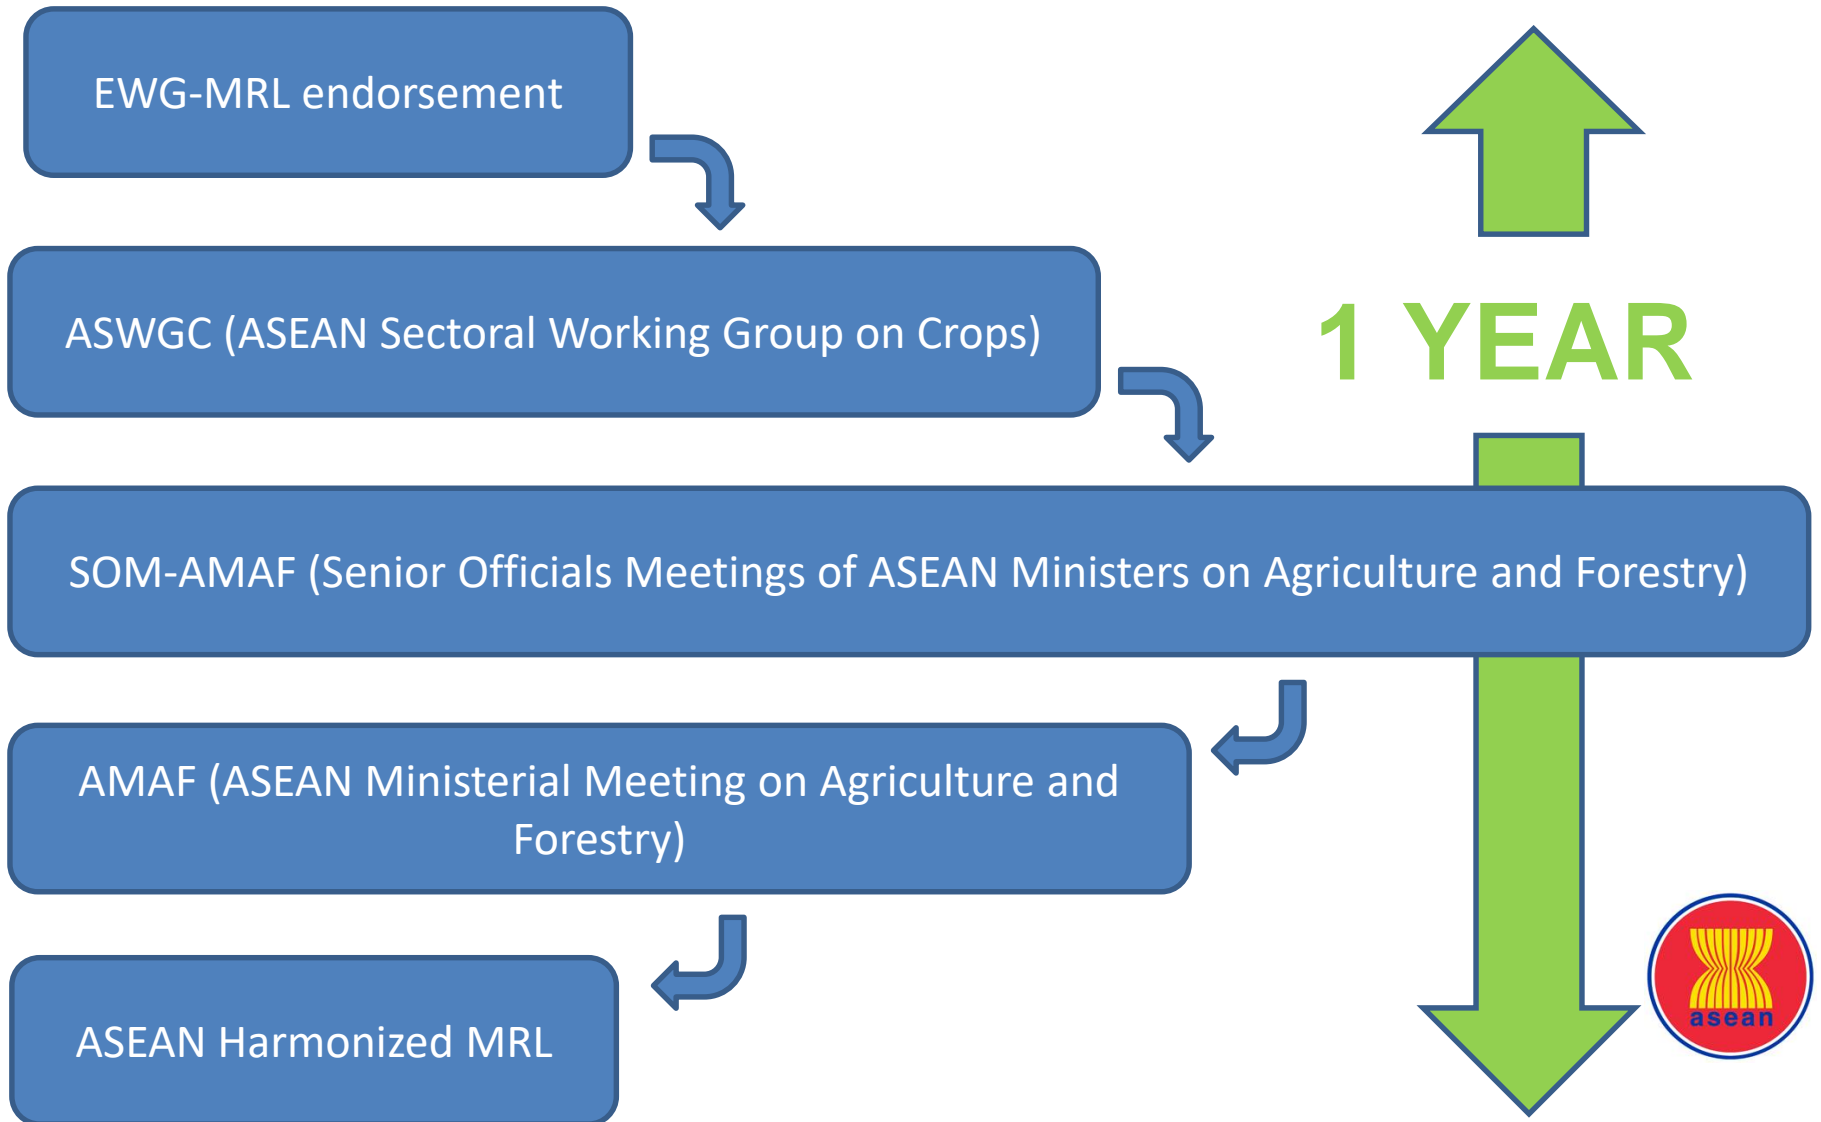 EWG-MRL endorsement
ASWGC (ASEAN Sectoral Working Group on Crops)
1 YEAR
SOM-AMAF (Senior Officials Meetings of ASEAN Ministers on Agriculture and Forestry)
AMAF (ASEAN Ministerial Meeting on Agriculture and
Forestry)
asean
ASEAN Harmonized MRL